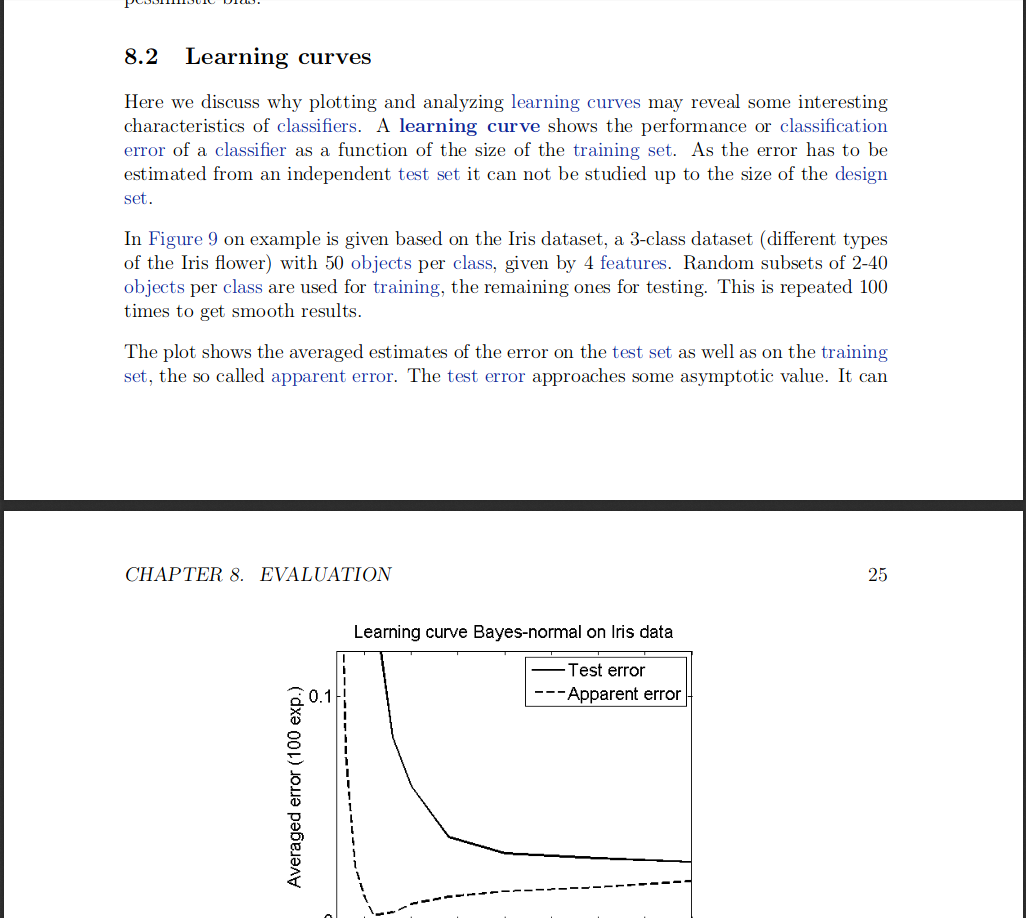 8.2 Learning curves
Here we discuss why plotting and analyzing learning curves may reveal some interesting
characteristics of classifiers. A learning curve shows the performance or classification
error of a classifier as a function of the size of the training set. As the error has to be
estimated from an independent test set it can not be studied up to the size of the design
set.
In Figure 9 on example is given based on the Iris dataset, a 3-class dataset (different types
of the Iris flower) with 50 objects per class, given by 4 features. Random subsets of 2-40
objects per class are used for training, the remaining ones for testing. This is repeated 100
times to get smooth results.
The plot shows the averaged estimates of the error on the test set as well as on the training
set, the so called apparent error. The test error approaches some asymptotic value. It can
CHAPTER 8. EVALUATION 25
Learning curve Bayes-normal on Iris data
Test error
Apparent error
0.1
Averaged error (100 exp.)